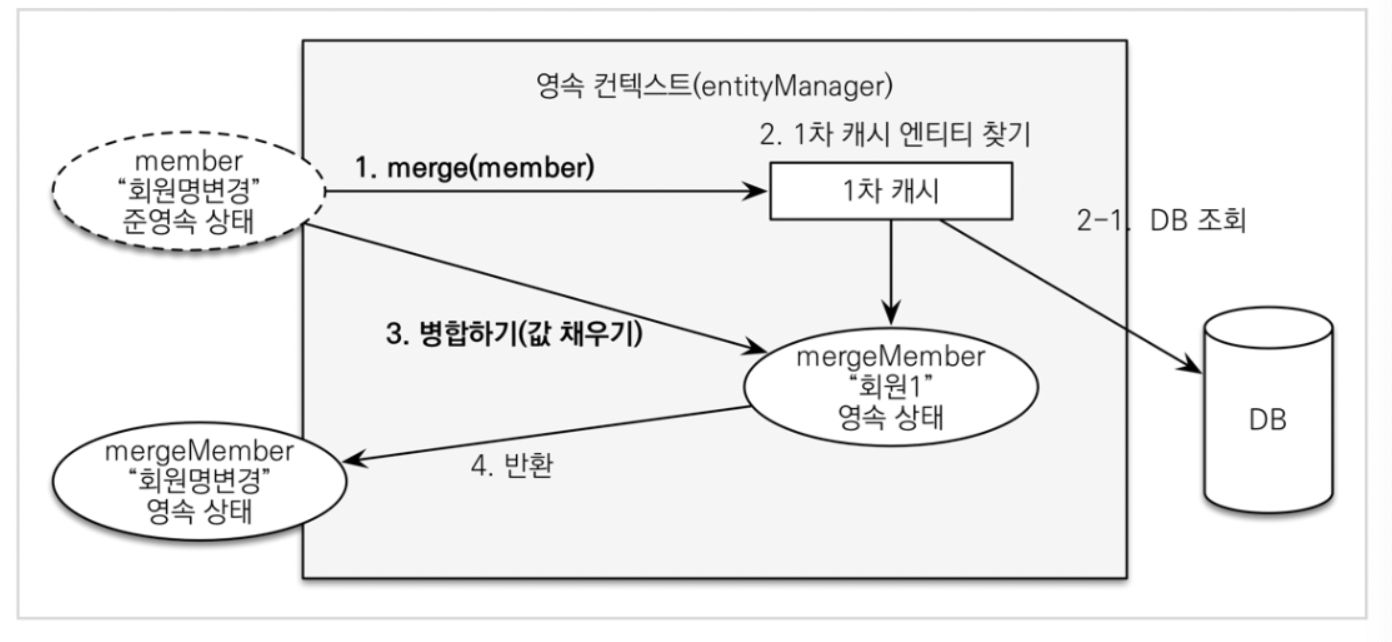 영속 컨텍스트(entityManager)
2. 1차 캐시 엔티티 찾기
member
“회원명변경”
준영속 상태
1. merge(member)
1차 캐시
2-1. DB 조회
3. 병합하기(값 채우기)
mergeMember
“회원1”
영속 상태
DB
mergeMember
“회원명변경”
영속 상태
4. 반환